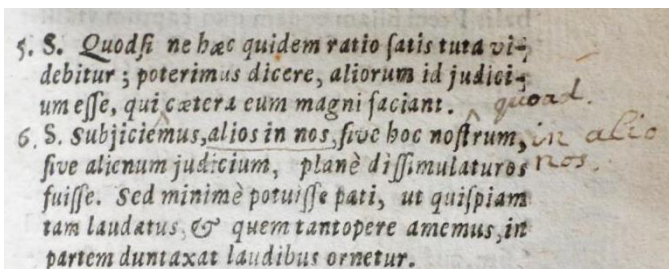 5. S. Quodſi ne hæc quidem ratio ſatis tuta vi-
debitur; poterimus dicere, aliorum id judici-
um eſſe, qui cætera eum magni faciant. quoad.
6. S. Subjiciemus, alios in nos, ſive hoc noſtrum, in alio
ſive alienum judicium, planè diſſimulaturos nos.
fuiſſe. Sed minimè potuiſſe pati, ut quiſpiam
tam laudatus, & quem tantopere amemus, in
partem duntaxat laudibus ornetur.